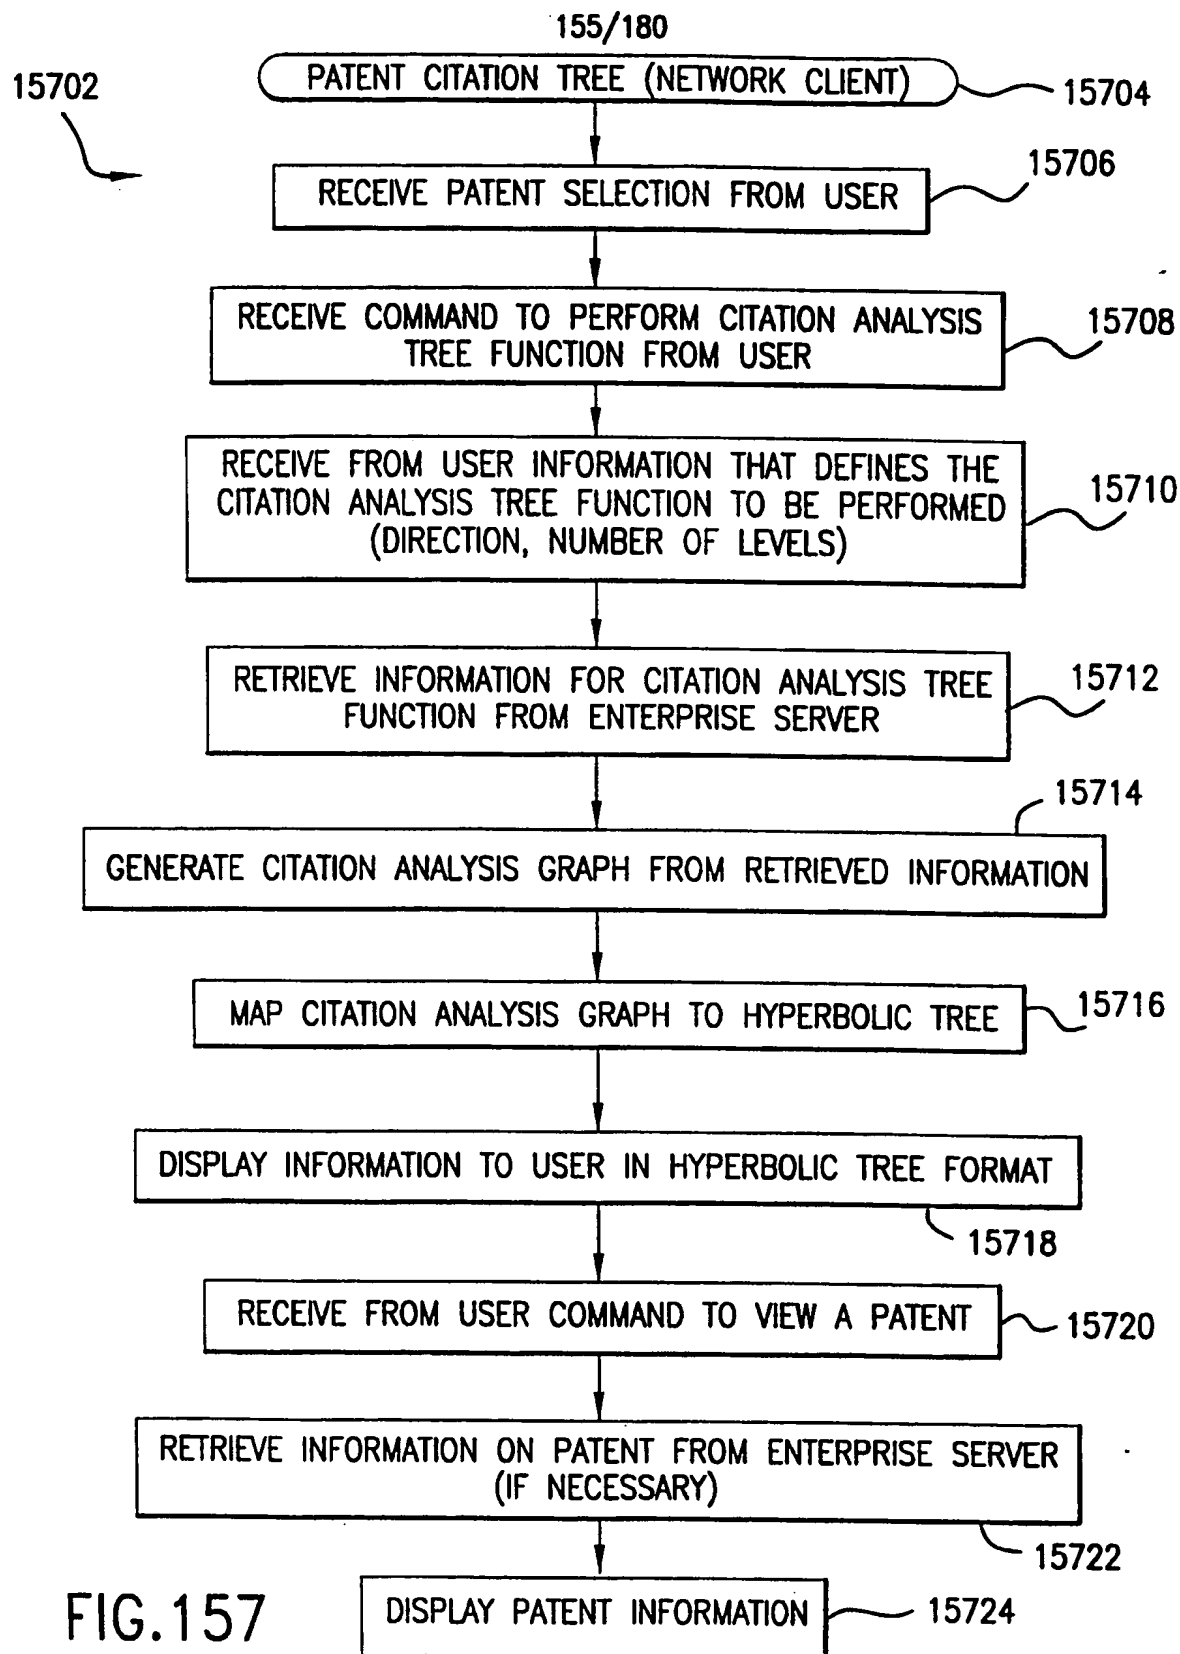 155/180
PATENT CITATION TREE (NETWORK CLIENT)
15702
15704
15706
RECEIVE PATENT SELECTION FROM USER
RECEIVE COMMAND TO PERFORM CITATION ANALYSIS
TREE FUNCTION FROM USER
15708
RECEIVE FROM USER INFORMATION THAT DEFINES THE
CITATION ANALYSIS TREE FUNCTION TO BE PERFORMED
(DIRECTION, NUMBER OF LEVELS)
15710
RETRIEVE INFORMATION FOR CITATION ANALYSIS TREE
FUNCTION FROM ENTERPRISE SERVER
15712
15714
GENERATE CITATION ANALYSIS GRAPH FROM RETRIEVED INFORMATION
MAP CITATION ANALYSIS GRAPH TO HYPERBOLIC TREE
15716
DISPLAY INFORMATION TO USER IN HYPERBOLIC TREE FORMAT
15718
RECEIVE FROM USER COMMAND TO VIEW A PATENT
15720
RETRIEVE INFORMATION ON PATENT FROM ENTERPRISE SERVER
(IF NECESSARY)
15722
DISPLAY PATENT INFORMATION
15724
FIG.157